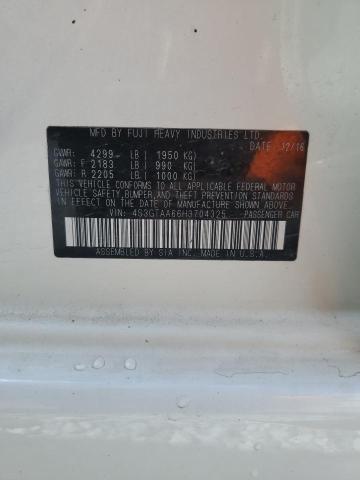 MFD BY FUJI HEAVY INDUSTRIES LTD.
DATE 12/16
GVWR: 4299 LB ( 1950 KG)
GAWR: F 2183 LB ( 990 KG)
GAWR: R 2205 LB ( 1000 KG)
THIS VEHICLE CONFORMS TO ALL APPLICABLE FEDERAL MOTOR
VEHICLE SAFETY, BUMPER, AND THEFT PREVENTION STANDARDS
IN EFFECT ON THE DATE OF MANUFACTURE SHOWN ABOVE.
VIN: 4S3GTAA66H3704325 PASSENGER CAR
ASSEMBLED BY SIA INC. IN U.S.A.